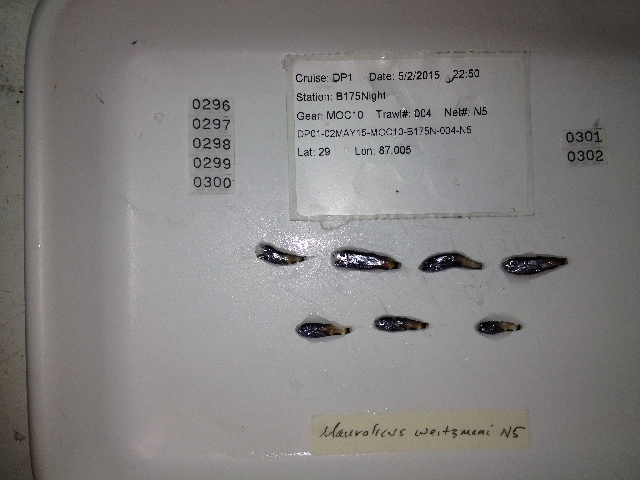 0296
0297
0298
0299
0300
Cruise: DP1 Date: 5/2/2015 22:50
Station: B175Night
Gear: MOC10 Trawl#: 004 Net#: N5
DP01-02MAY15-MOC10-B175N-004-N5
Lat: 29 Lon: 87.005
0301
0302
Maurolicus weitzmani N5